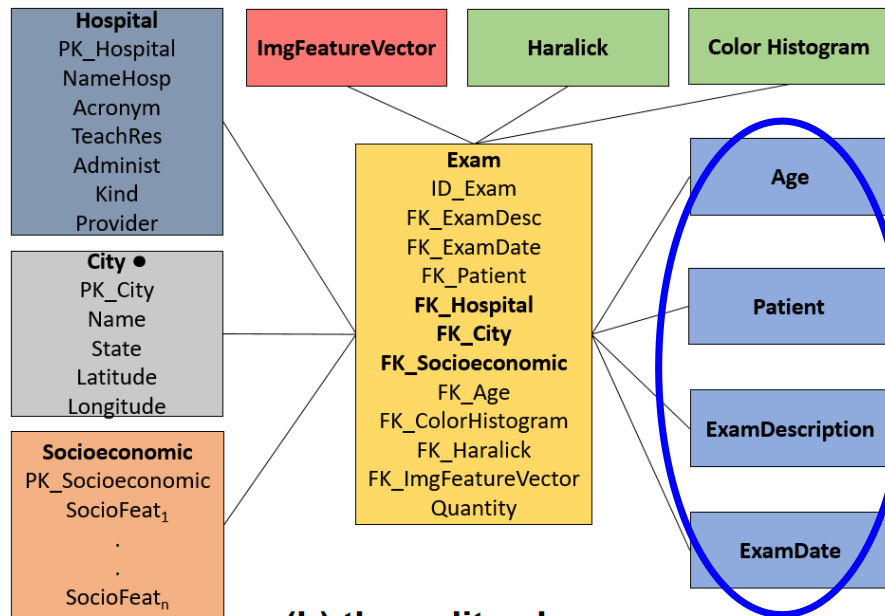 Hospital
PK_Hospital
NameHosp
Acronym
TeachRes
Administ
Kind
Provider
City ●
PK_City
Name
State
Latitude
Longitude
Socioeconomic
PK_Socioeconomic
SocioFeat₁
.
.
SocioFeatₙ
ImgFeatureVector
Haralick
Color Histogram
Exam
ID_Exam
FK_ExamDesc
FK_ExamDate
FK_Patient
FK_Hospital
FK_City
FK_Socioeconomic
FK_Age
FK_ColorHistogram
FK_Haralick
FK_ImgFeatureVector
Quantity
Age
Patient
ExamDescription
ExamDate